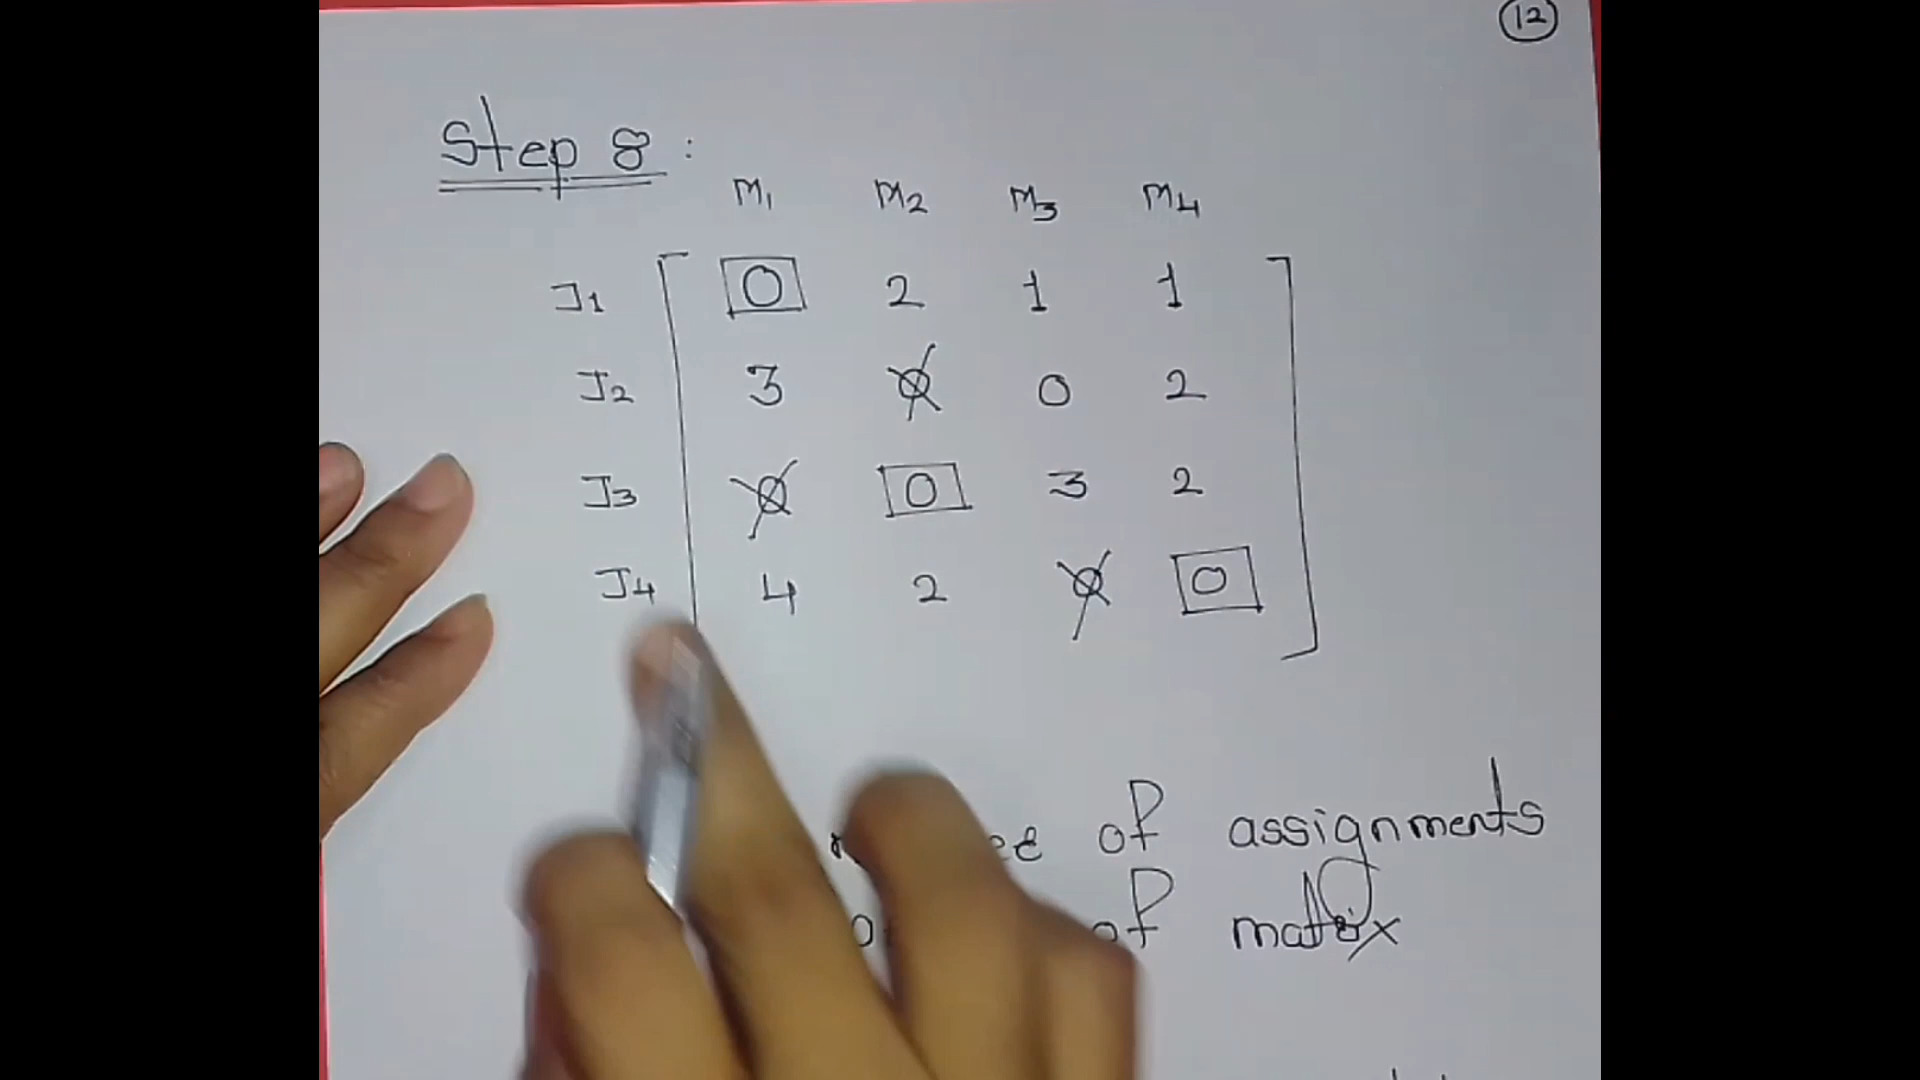 12
Step 8 :
M1 M2 M3 M4
J1 0 2 1 1
J2 3 0 0 2
J3 0 0 3 2
J4 4 2 0 0
of assignments
of matrix